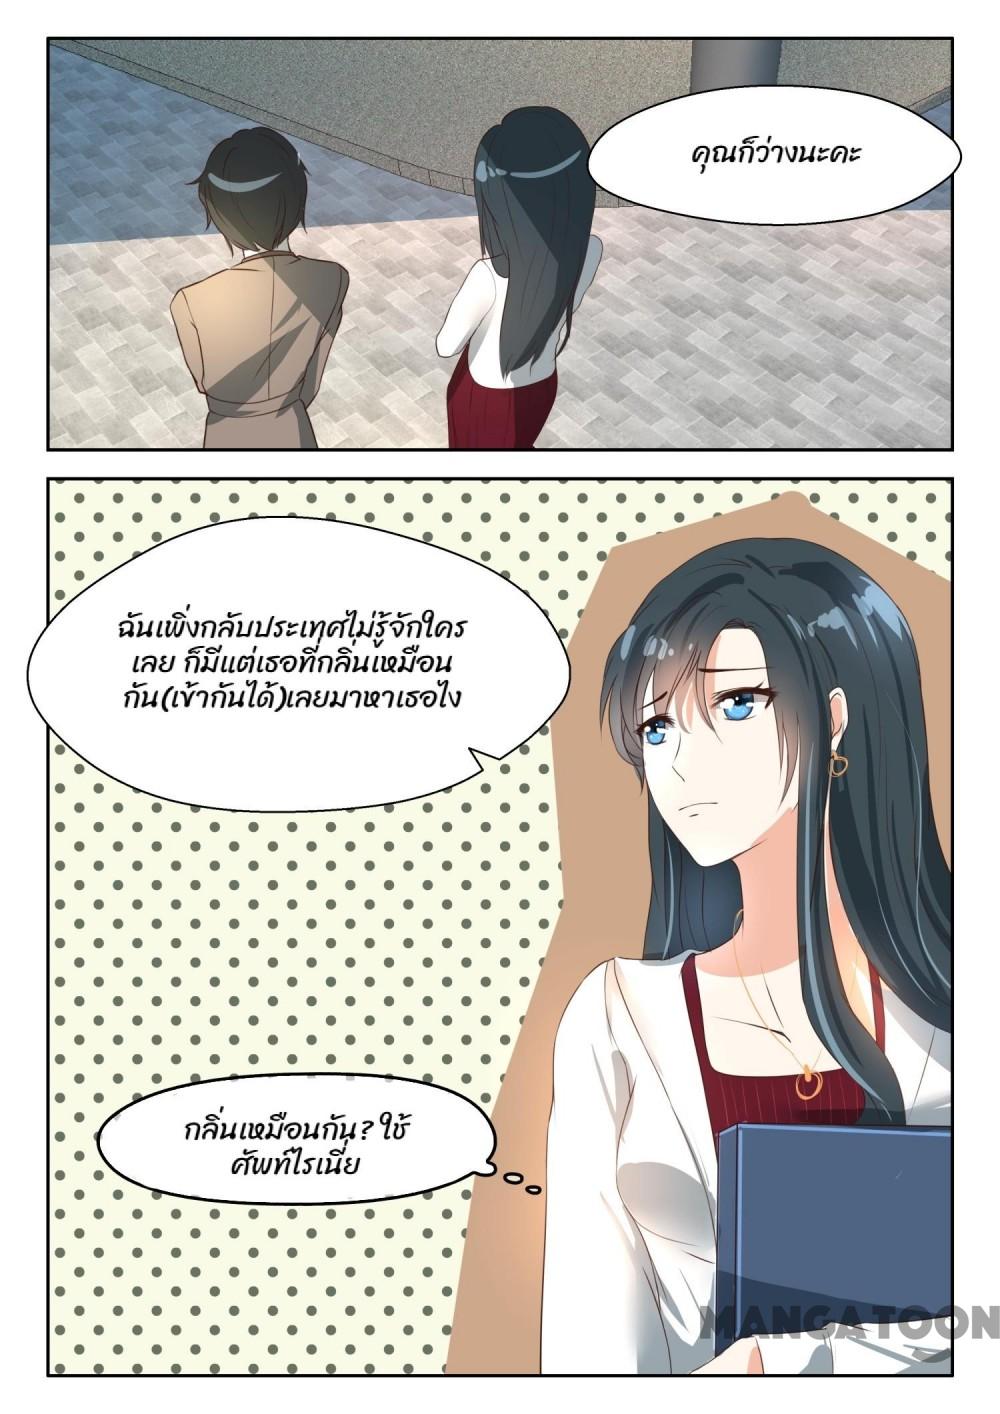 คุณก็ว่างนะคะ
ฉันเพิ่งกลับประเทศไม่รู้จักใคร
เลย ก็มีแต่เธอที่กลิ่นเหมือน
กัน(เข้ากันได้)เลยมาหาเธอไง
กลิ่นเหมือนกัน? ใช้
ศัพท์ไรเนี่ย
MANGATOON